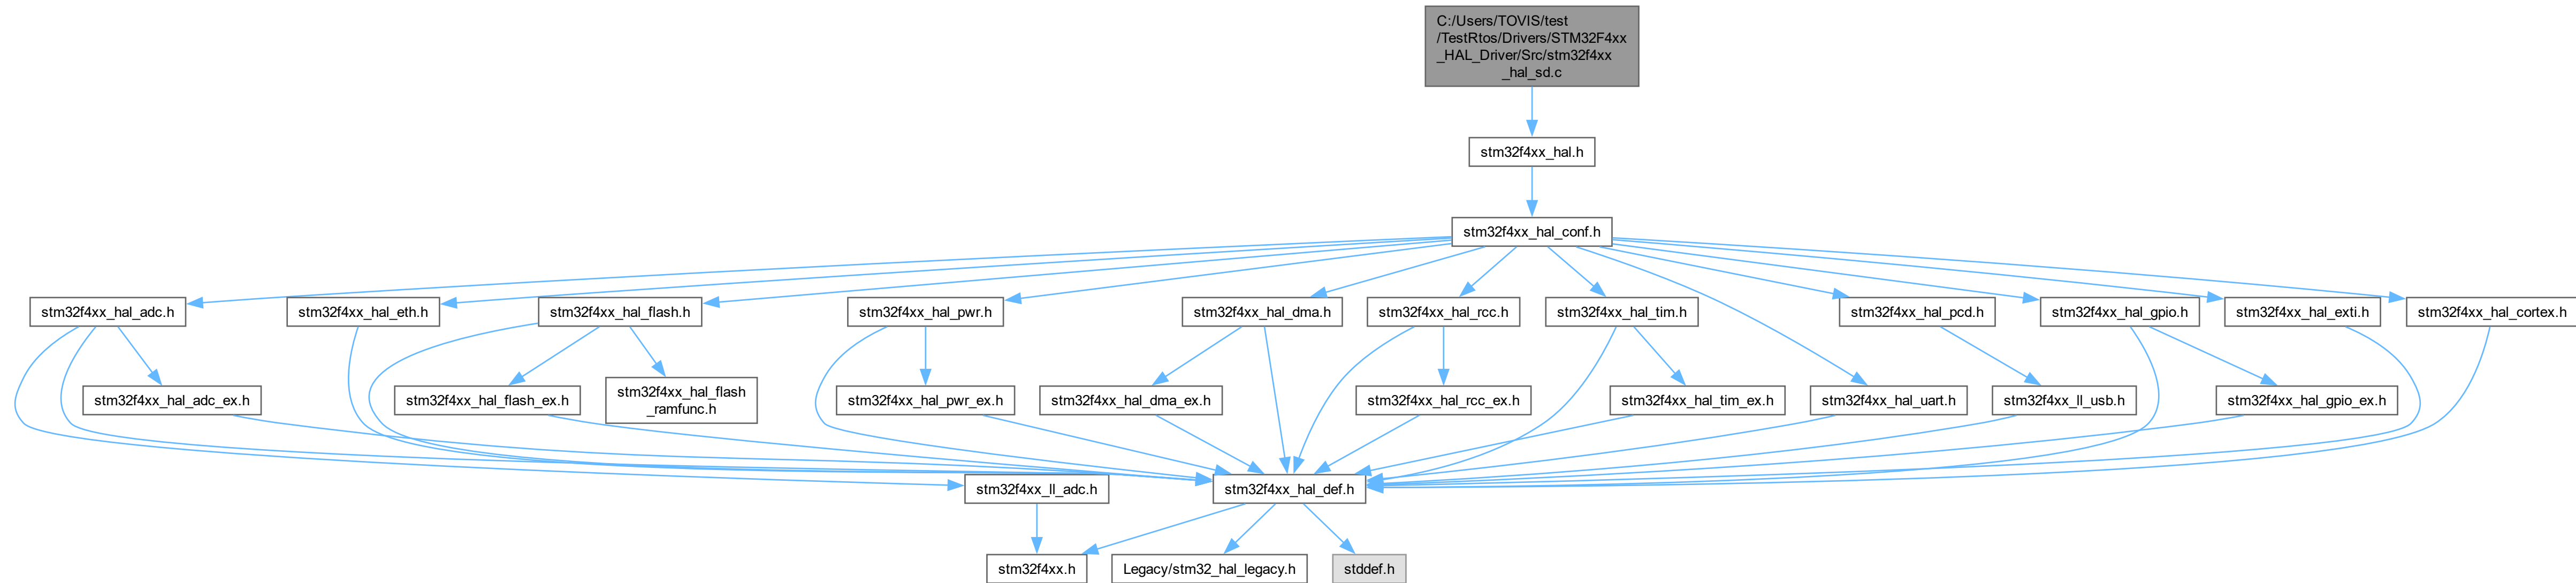 C:/Users/TOVIS/test
/TestRtos/Drivers/STM32F4xx
_HAL_Driver/Src/stm32f4xx
_hal_sd.c
stm32f4xx_hal.h
stm32f4xx_hal_conf.h
stm32f4xx_hal_adc.h
stm32f4xx_hal_eth.h
stm32f4xx_hal_flash.h
stm32f4xx_hal_pwr.h
stm32f4xx_hal_dma.h
stm32f4xx_hal_rcc.h
stm32f4xx_hal_tim.h
stm32f4xx_hal_pcd.h
stm32f4xx_hal_gpio.h
stm32f4xx_hal_exti.h
stm32f4xx_hal_cortex.h
stm32f4xx_hal_adc_ex.h
stm32f4xx_hal_flash_ex.h
stm32f4xx_hal_flash
_ramfunc.h
stm32f4xx_hal_pwr_ex.h
stm32f4xx_hal_dma_ex.h
stm32f4xx_hal_rcc_ex.h
stm32f4xx_hal_tim_ex.h
stm32f4xx_hal_uart.h
stm32f4xx_ll_usb.h
stm32f4xx_hal_gpio_ex.h
stm32f4xx_ll_adc.h
stm32f4xx_hal_def.h
stm32f4xx.h
Legacy/stm32_hal_legacy.h
stddef.h